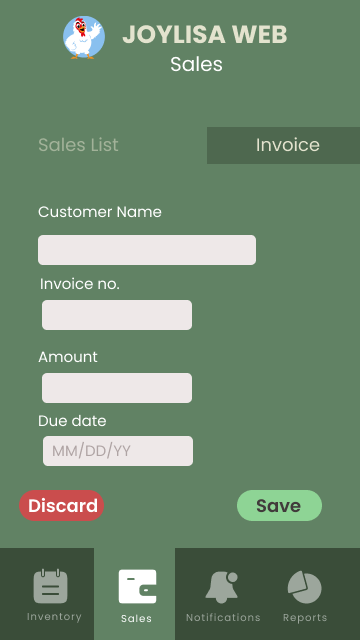 JOYLISA WEB
Sales
Sales List
Invoice
Customer Name
Invoice no.
Amount
Due date
MM/DD/YY
Discard
Save
Inventory
Sales
Notifications
Reports